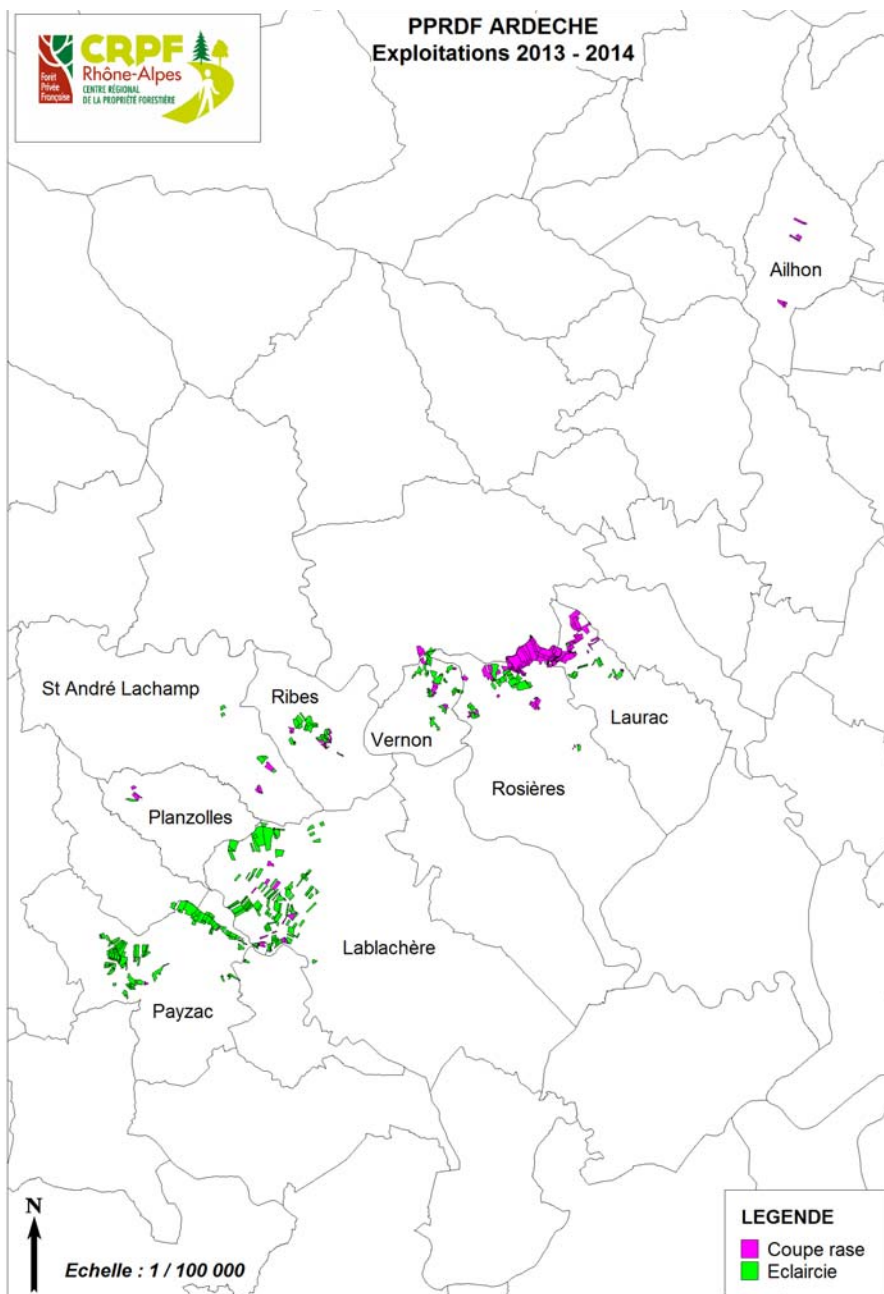 PPRDF ARDECHE
Exploitations 2013 - 2014
Forêt
Privée
Française
CRPF
Rhône-Alpes
CENTRE RÉGIONAL
DE LA PROPRIÉTÉ FORESTIÈRE
Ailhon
St André Lachamp
Ribes
Vernon
Laurac
Rosières
Planzolles
Lablachère
Payzac
N
Echelle : 1 / 100 000
LEGENDE
Coupe rase
Eclaircie